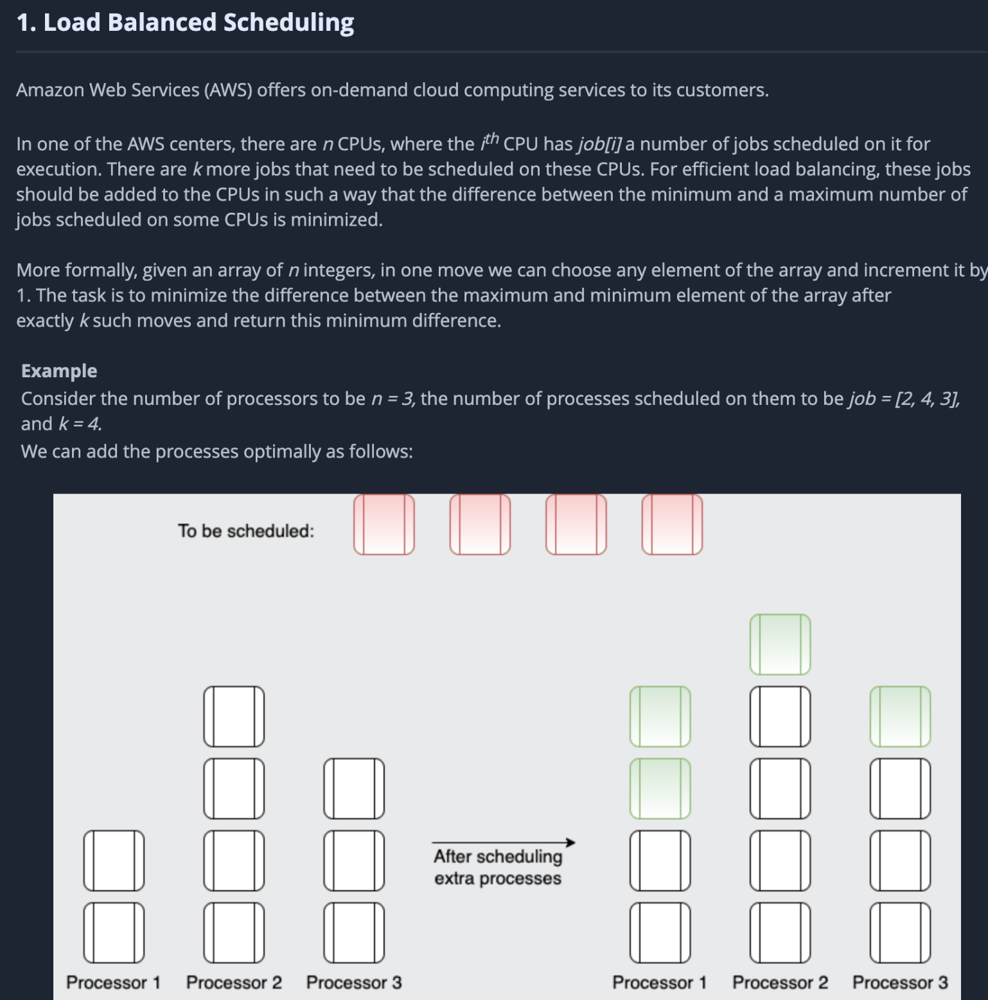 1. Load Balanced Scheduling
Amazon Web Services (AWS) offers on-demand cloud computing services to its customers.
In one of the AWS centers, there are n CPUs, where the ith CPU has job[i] a number of jobs scheduled on it for
execution. There are k more jobs that need to be scheduled on these CPUs. For efficient load balancing, these jobs
should be added to the CPUs in such a way that the difference between the minimum and a maximum number of
jobs scheduled on some CPUs is minimized.
More formally, given an array of n integers, in one move we can choose any element of the array and increment it by
1. The task is to minimize the difference between the maximum and minimum element of the array after
exactly k such moves and return this minimum difference.
Example
Consider the number of processors to be n = 3, the number of processes scheduled on them to be job = [2, 4, 3],
and k = 4.
We can add the processes optimally as follows:
To be scheduled:
After scheduling
extra processes
Processor 1 Processor 2 Processor 3 Processor 1 Processor 2 Processor 3